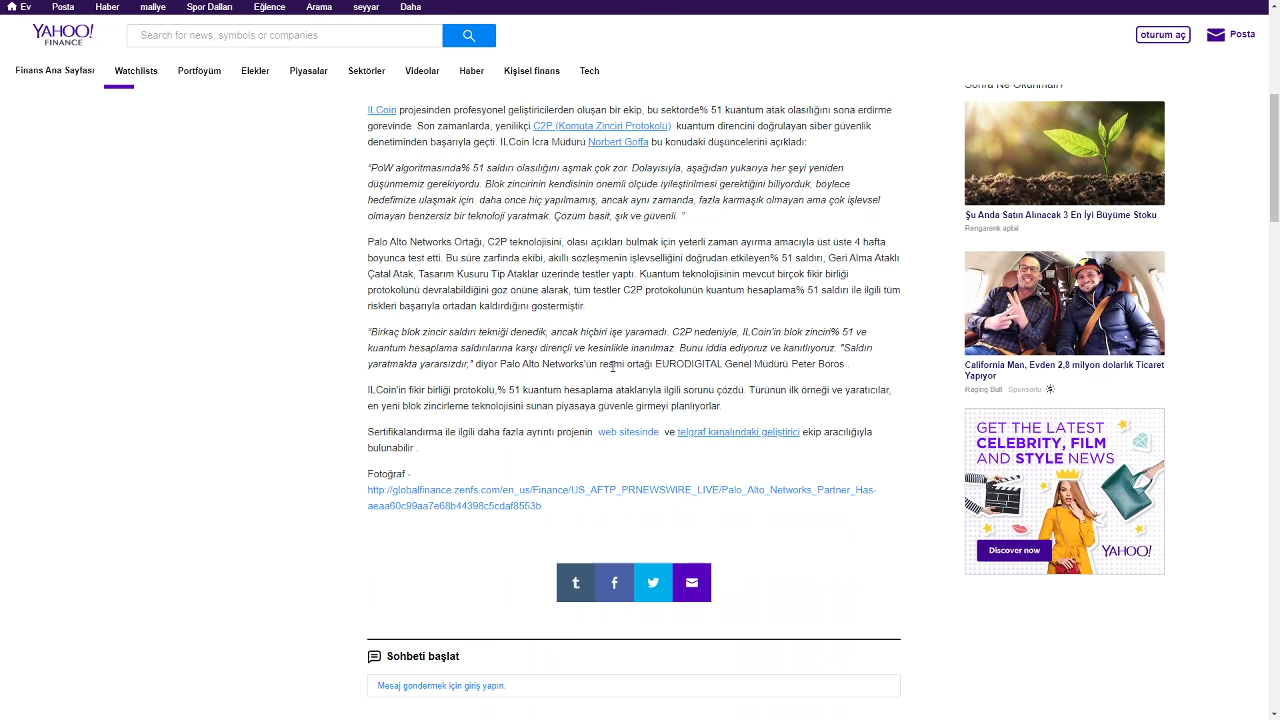 Ev Posta Haber maliye Spor Dalları Eğlence Arama seyyar Daha
YAHOO!
FINANCE
Search for news, symbols or companies
oturum aç
Posta
Finans Ana Sayfası Watchlists Portföyüm Elekler Piyasalar Sektörler Videolar Haber Kişisel finans Tech
ILCoin projesinden profesyonel geliştiricilerden oluşan bir ekip, bu sektorde% 51 kuantum atak olasılığını sona erdirme
gorevinde. Son zamanlarda, yenilikçi C2P (Komuta Zinciri Protokolü) kuantum direncini doğrulayan siber güvenlik
denetiminden başarıyla geçti. ILCoin İcra Müdürü Norbert Goffa bu konudaki düşüncelerini açıkladı:
“PoW algoritmasında% 51 saldırı olasılığını aşmak çok zor. Dolayısıyla, aşağıdan yukarıya her şeyi yeniden
düşünmemiz gerekiyordu. Blok zincirinin kendisinin onemli olçüde iyileştirilmesi gerektiğini biliyorduk, boylece
hedefimize ulaşmak için. daha once hiç yapılmamış, ancak aynı zamanda, fazla karmaşık olmayan ama çok işlevsel
olmayan benzersiz bir teknoloji yaratmak. Çozüm basit, şık ve güvenli. ”
Palo Alto Networks Ortağı, C2P teknolojisini, olası açıkları bulmak için yeterli zaman ayırma amacıyla üst üste 4 hafta
boyunca test etti. Bu süre zarfında ekibi, akıllı sozleşmenin işlevselliğini doğrudan etkileyen% 51 saldırı, Geri Alma Ataklı
Çatal Atak, Tasarım Kusuru Tip Ataklar üzerinde testler yaptı. Kuantum teknolojisinin mevcut birçok fikir birliği
protokolünü devralabildiğini goz önüne alarak, tüm testler C2P protokolünün kuantum hesaplama% 51 saldırı ile ilgili tüm
riskleri başarıyla ortadan kaldırdığını gostermiştir.
“Birkaç blok zincir saldırı tekniği denedik, ancak hiçbiri işe yaramadı. C2P nedeniyle, ILCoin'in blok zinciri% 51 ve
kuantum hesaplama saldırılarına karşı dirençli ve kesinlikle inanılmaz. Bunu iddia ediyoruz ve kanıtlıyoruz. "Saldırı
yaratmakta yararsızdır," diyor Palo Alto Networks'ün resmi ortağı EURODIGITAL Genel Müdürü Peter Boros .
ILCoin'in fikir birliği protokolü,% 51 kuantum hesaplama ataklarıyla ilgili sorunu çozdü. Türünün ilk örneği ve yaratıcılar,
en yeni blok zincirleme teknolojisini sunan piyasaya güvenle girmeyi planlıyorlar.
Sertifikalandırma ile ilgili daha fazla ayrıntı projenin web sitesinde ve telgraf kanalındaki geliştirici ekip aracılığıyla
bulunabilir .
Fotoğraf -
http://globalfinance.zenfs.com/en_us/Finance/US_AFTP_PRNEWSWIRE_LIVE/Palo_Alto_Networks_Partner_Has-
aeaa60c99aa7e68b44398c5cdaf8553b
t f
Sohbeti başlat
Mesaj gondermek için giriş yapın.
Sonra Ne Okunmalı?
Şu Anda Satın Alınacak 3 En İyi Büyüme Stoku
Rengarenk aptal
California Man, Evden 2,8 milyon dolarlık Ticaret
Yapıyor
Raging Bull Sponsorlu
GET THE LATEST
CELEBRITY, FILM
AND STYLE NEWS
Discover now
YAHOO!